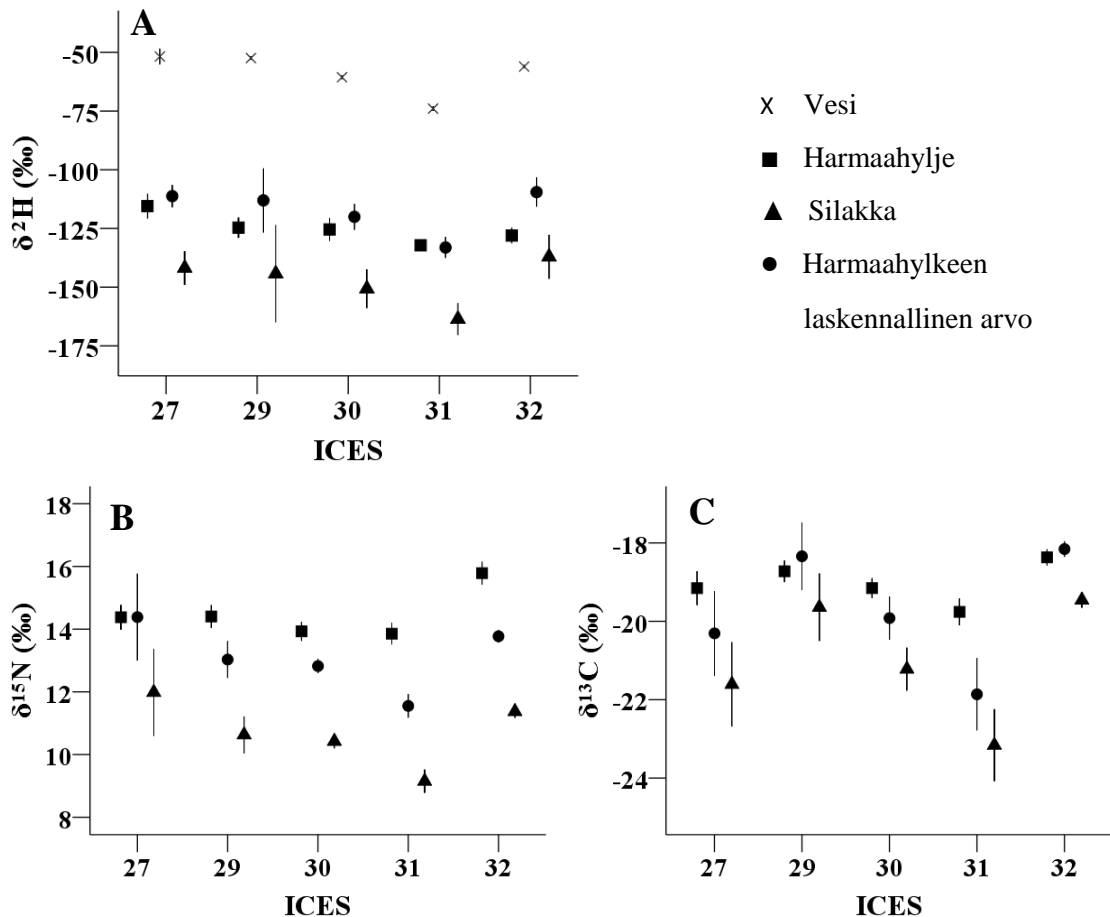 A
-50
-75
-100
-125
-150
-175
δ ²H (‰)
27 29 30 31 32
ICES
x Vesi
Harmaahylje
Silakka
Harmaahylkeen
laskennallinen arvo
B
18
16
14
12
10
8
δ¹⁵N (‰)
27 29 30 31 32
ICES
C
-18
-20
-22
-24
δ¹³C (‰)
27 29 30 31 32
ICES